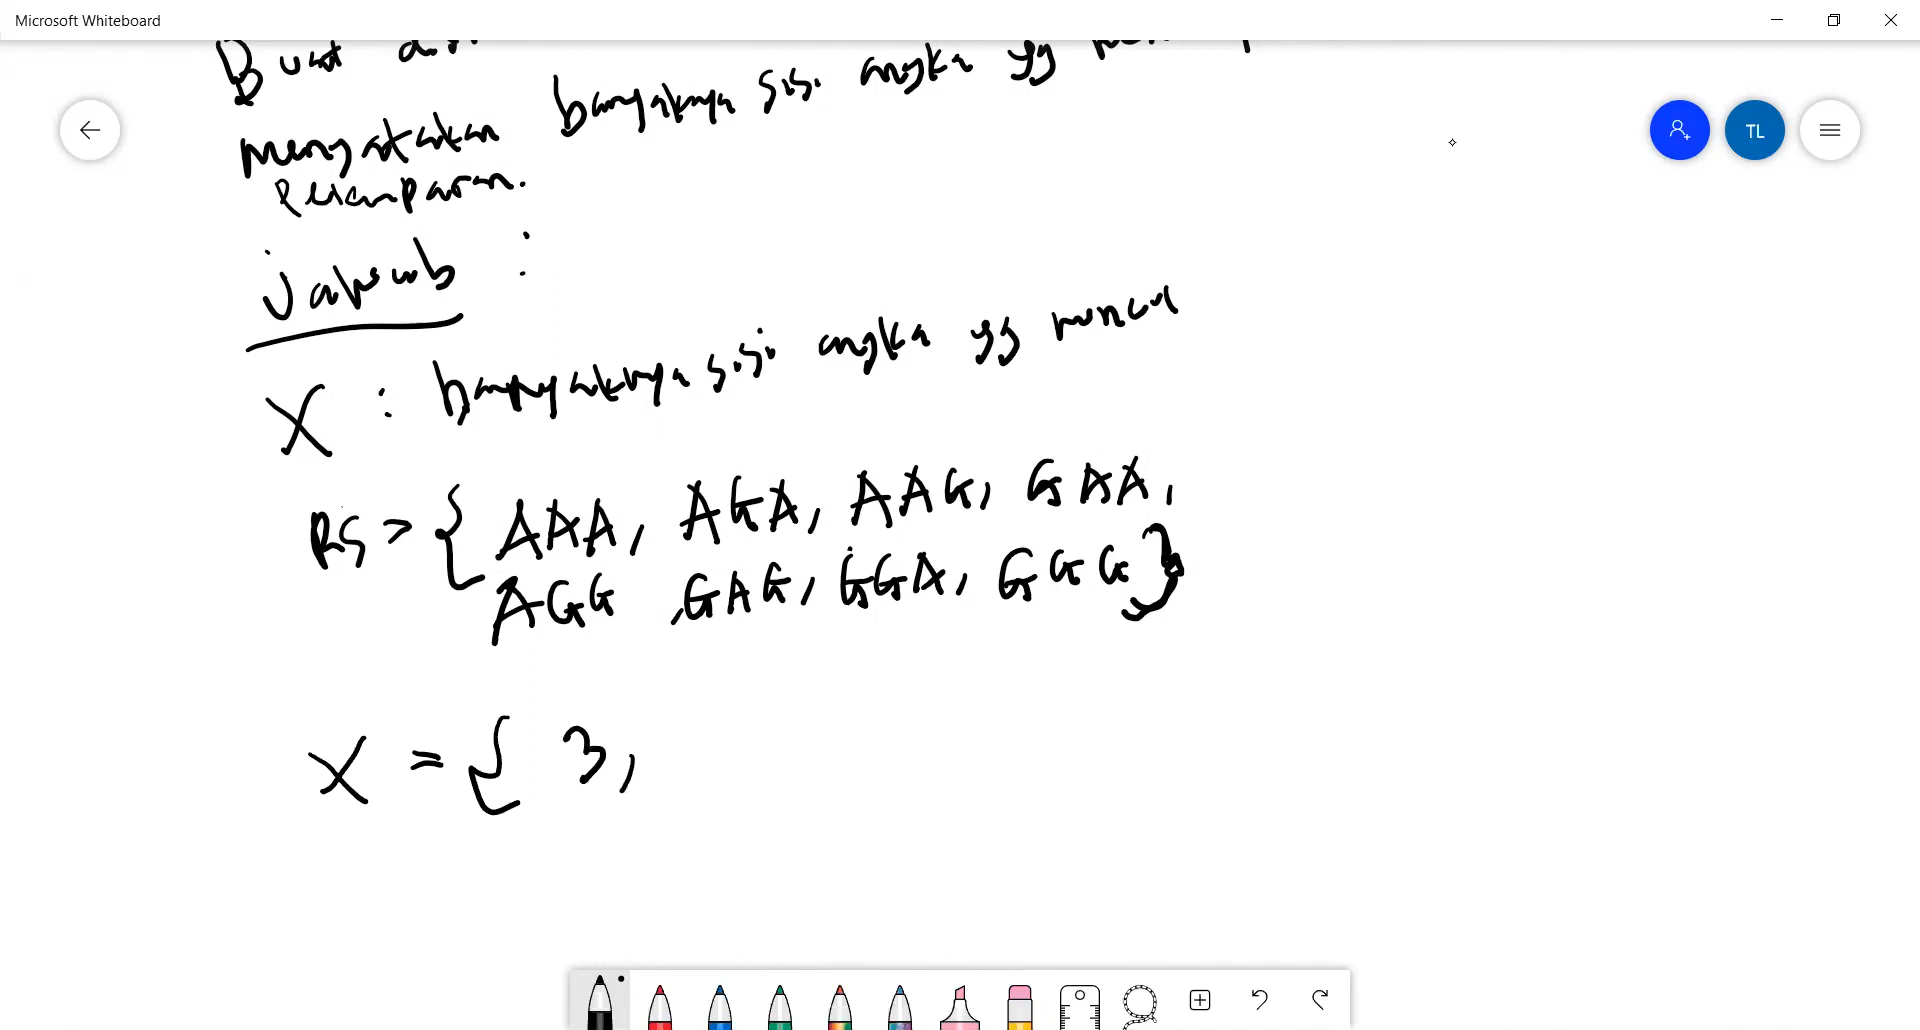 Microsoft Whiteboard
Buat
banyaknya sisi angka yg
menyatakan
pelemparan.
jawab :
X : banyaknya sisi angka yg muncul
RS = { AAA, AGA, AAG, GAA,
AGG, GAG, GGA, GGG }
X = { 3,
TL